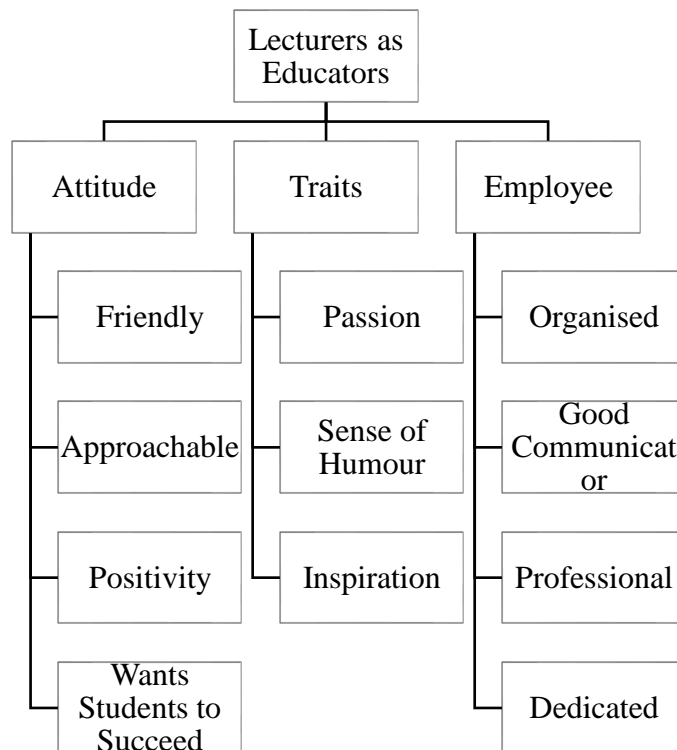 Lecturers as
Educators
Attitude
Traits
Employee
Friendly
Passion
Organised
Approachable
Sense of
Humour
Good
Communicat
or
Positivity
Inspiration
Professional
Wants
Students to
Succeed
Dedicated